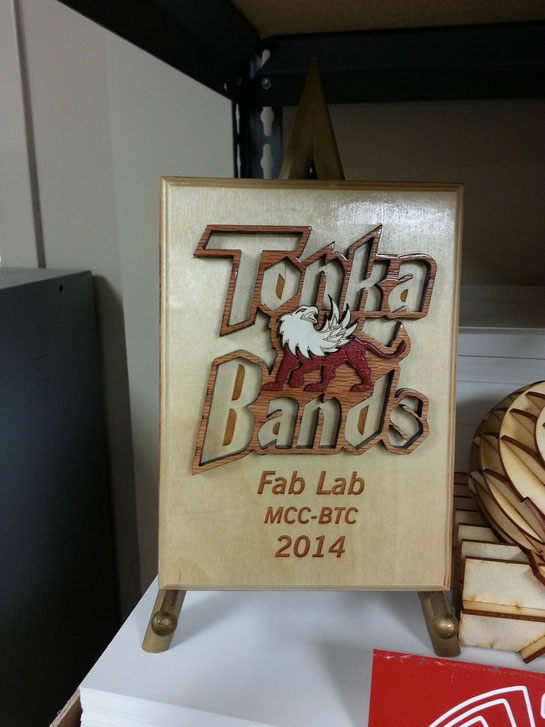 Tonka
Bands
Fab Lab
MCC-BTC
2014